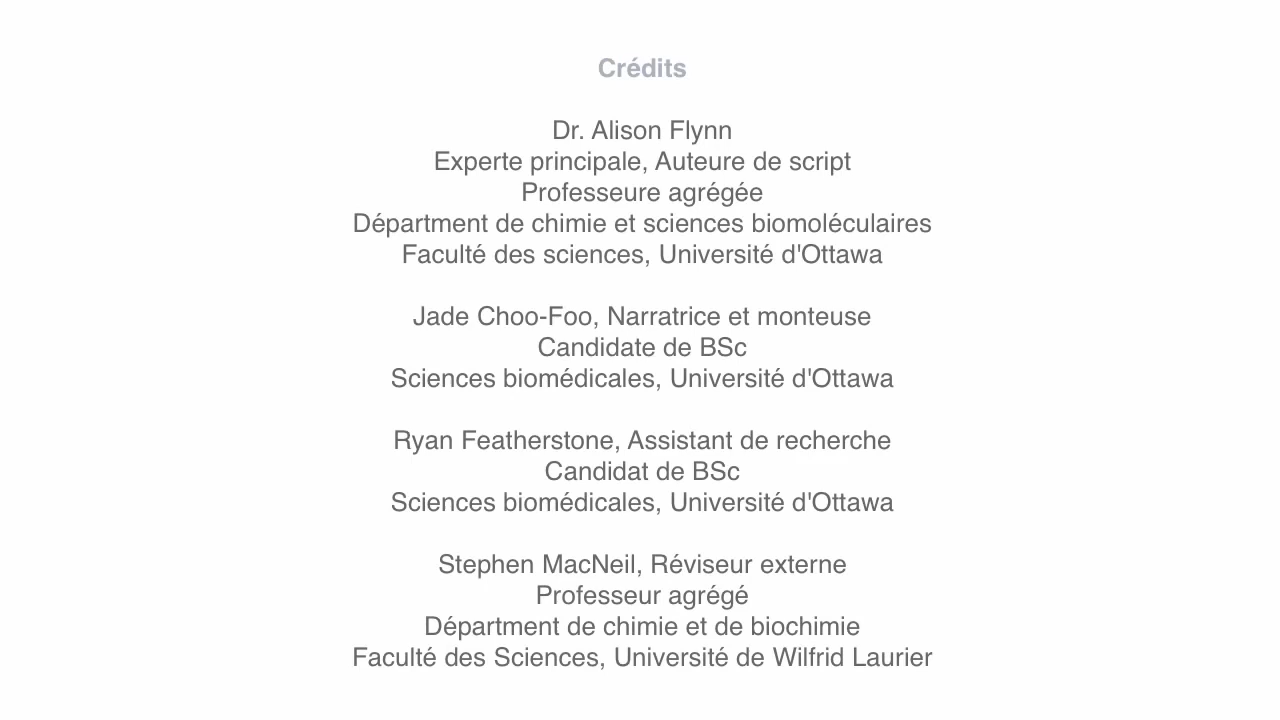 Crédits
Dr. Alison Flynn
Experte principale, Auteure de script
Professeure agrégée
Départment de chimie et sciences biomoléculaires
Faculté des sciences, Université d'Ottawa
Jade Choo-Foo, Narratrice et monteuse
Candidate de BSc
Sciences biomédicales, Université d'Ottawa
Ryan Featherstone, Assistant de recherche
Candidat de BSc
Sciences biomédicales, Université d'Ottawa
Stephen MacNeil, Réviseur externe
Professeur agrégé
Départment de chimie et de biochimie
Faculté des Sciences, Université de Wilfrid Laurier